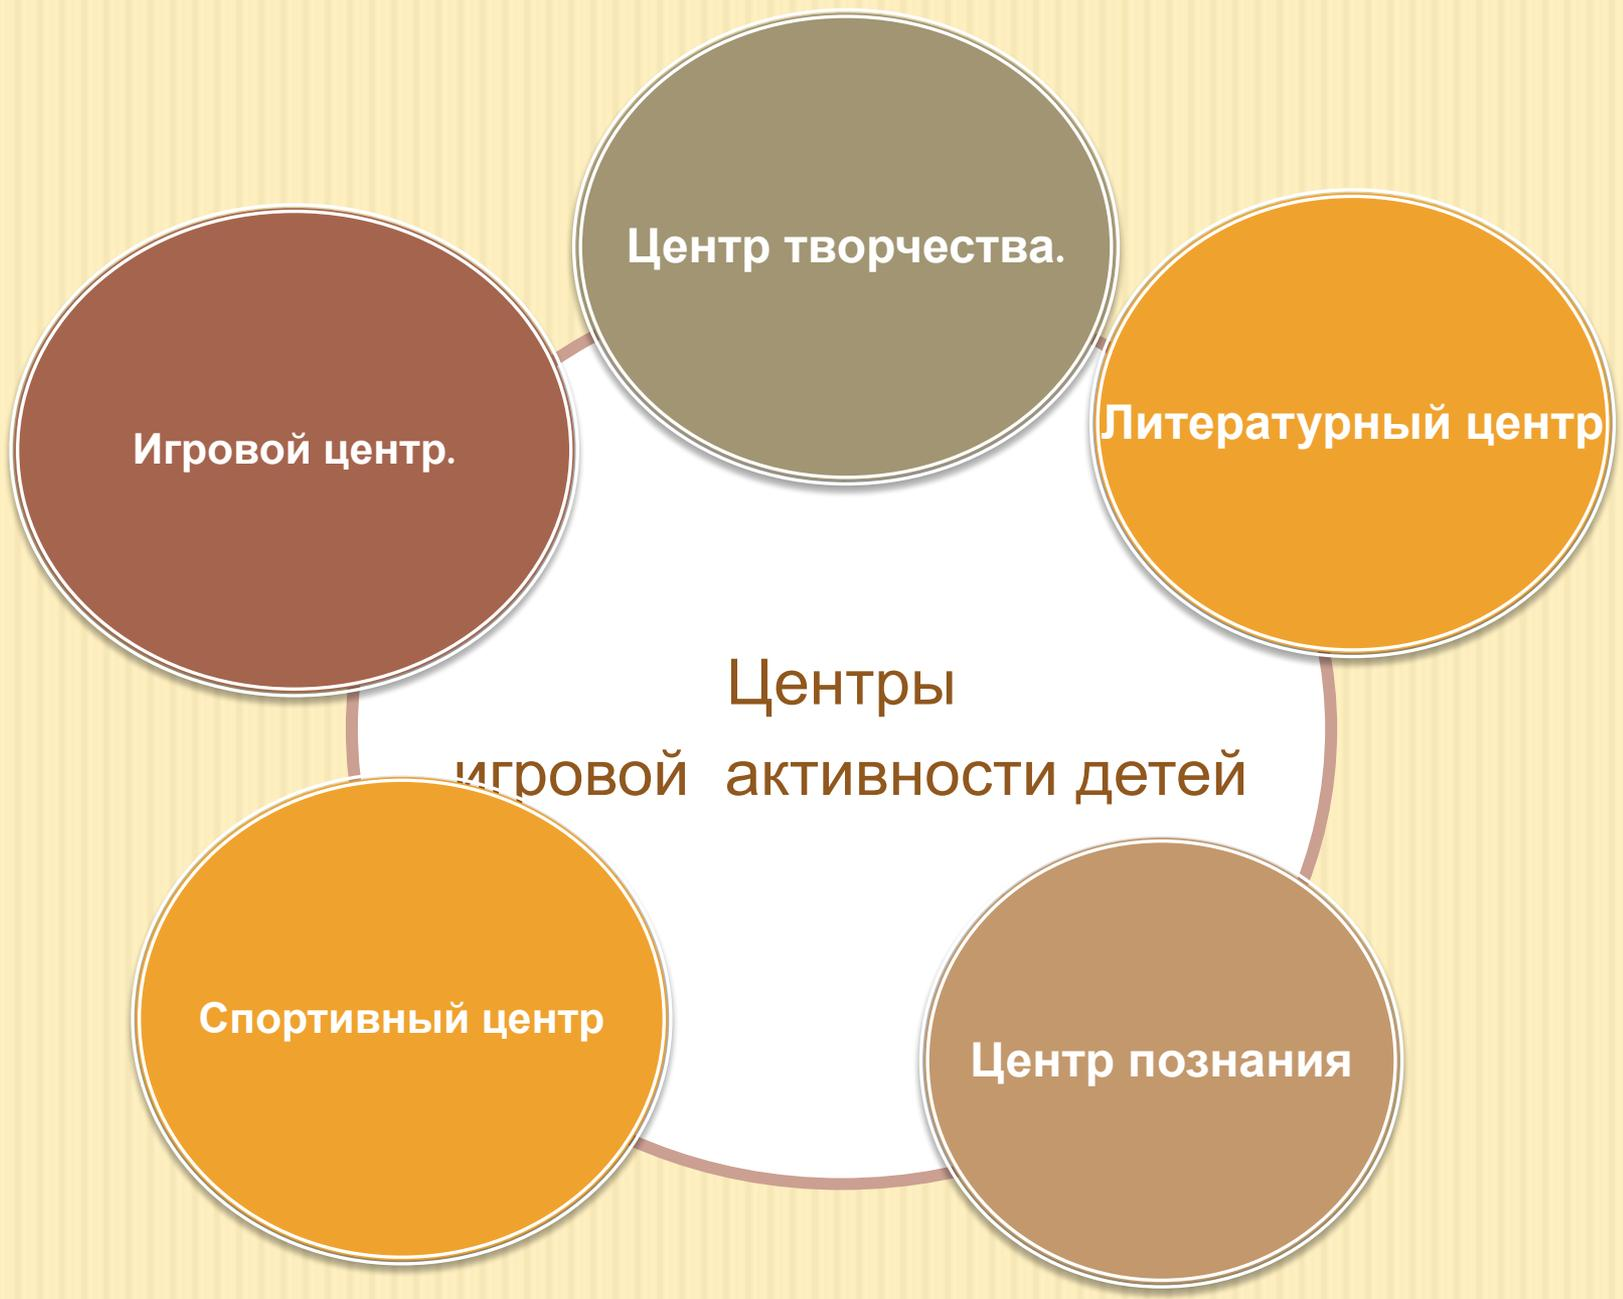 Центр творчества.
Литературный центр
Игровой центр.
Центры
игровой активности детей
Спортивный центр
Центр познания